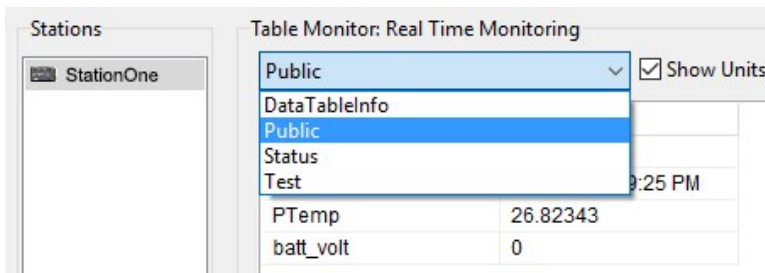 Stations
Table Monitor: Real Time Monitoring
StationOne
Public
Show Units
DataTableInfo
Public
Status
Test
:25 PM
PTemp 26.82343
batt_volt 0